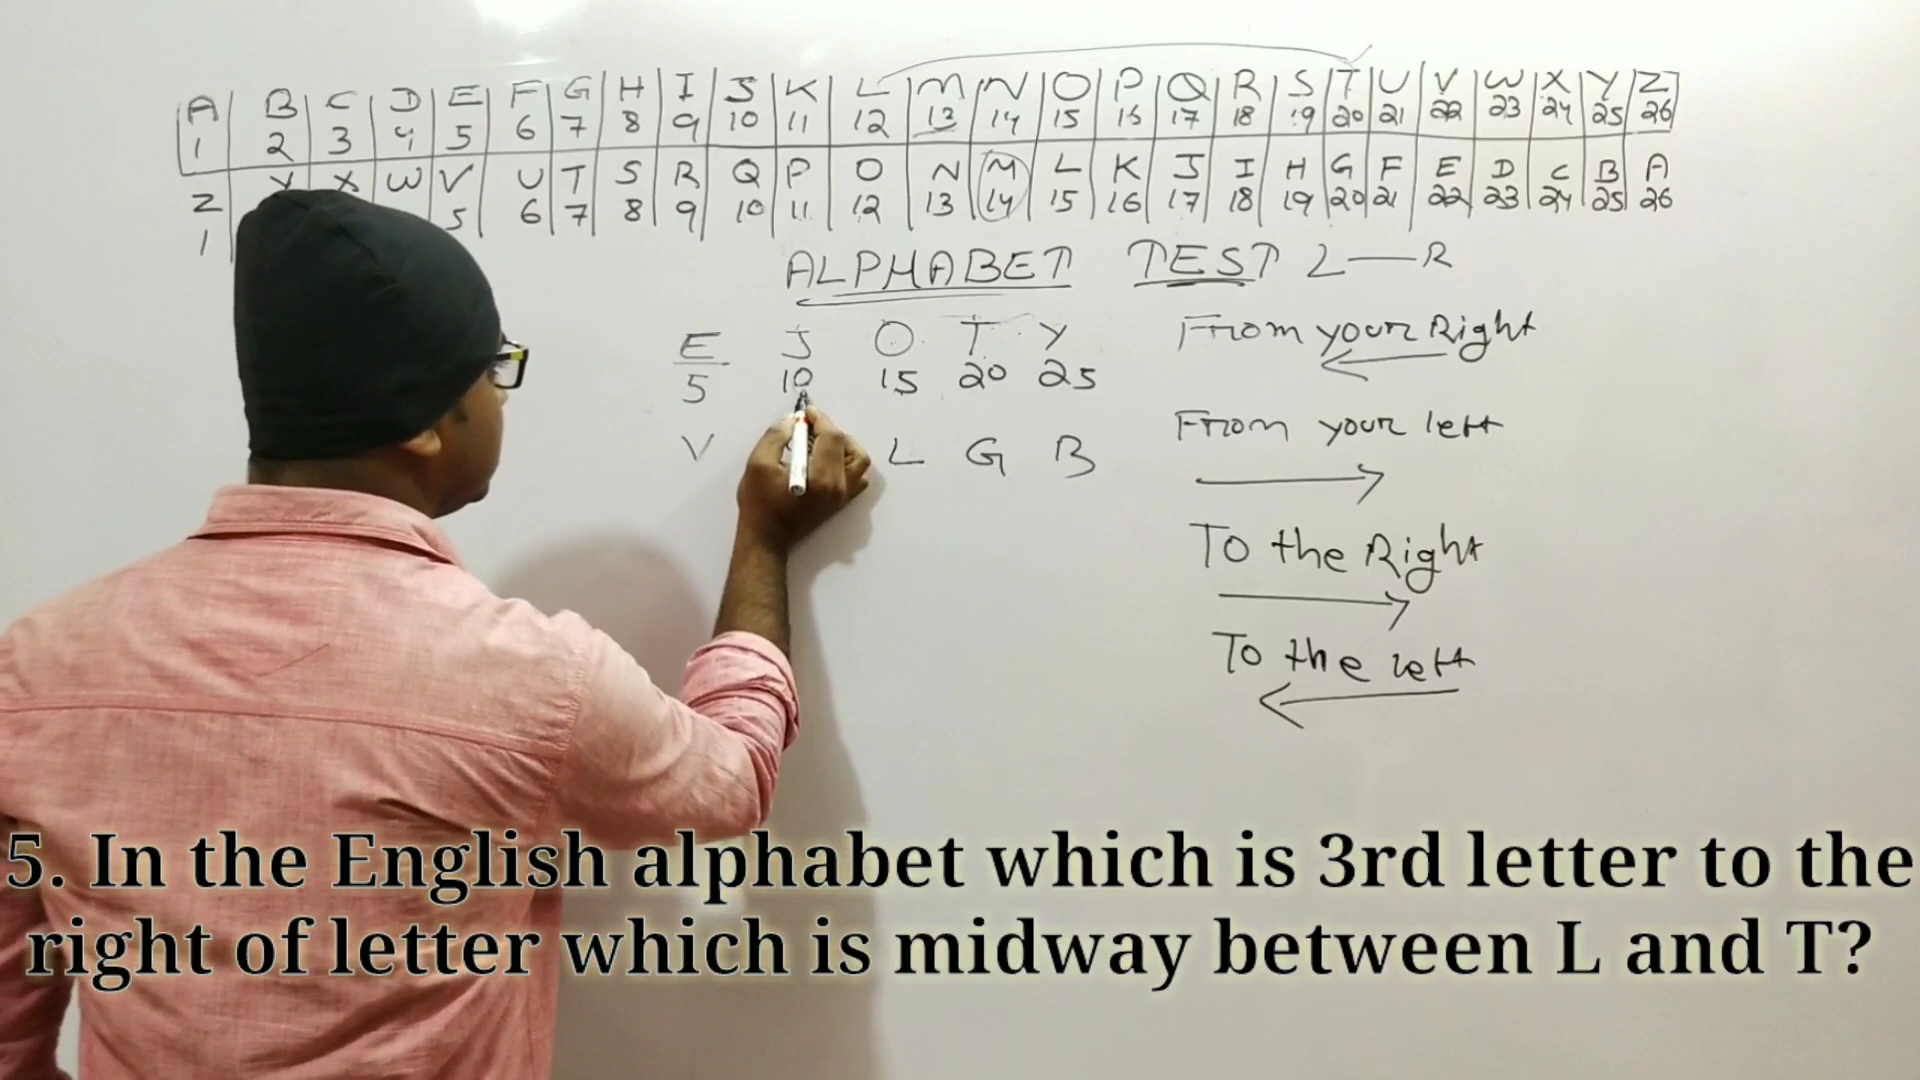 A B C D E F G H I J K L M N O P Q R S T U V W X Y Z
1 2 3 4 5 6 7 8 9 10 11 12 13 14 15 16 17 18 19 20 21 22 23 24 25 26
Z Y X W V U T S R Q P O N M L K J I H G F E D C B A
1 5 6 7 8 9 10 11 12 13 14 15 16 17 18 19 20 21 22 23 24 25 26
ALPHABET TEST L — R
E J O T Y
5 10 15 20 25
V L G B
From your Right
From your left
To the Right
To the left
5. In the English alphabet which is 3rd letter to the
right of letter which is midway between L and T?